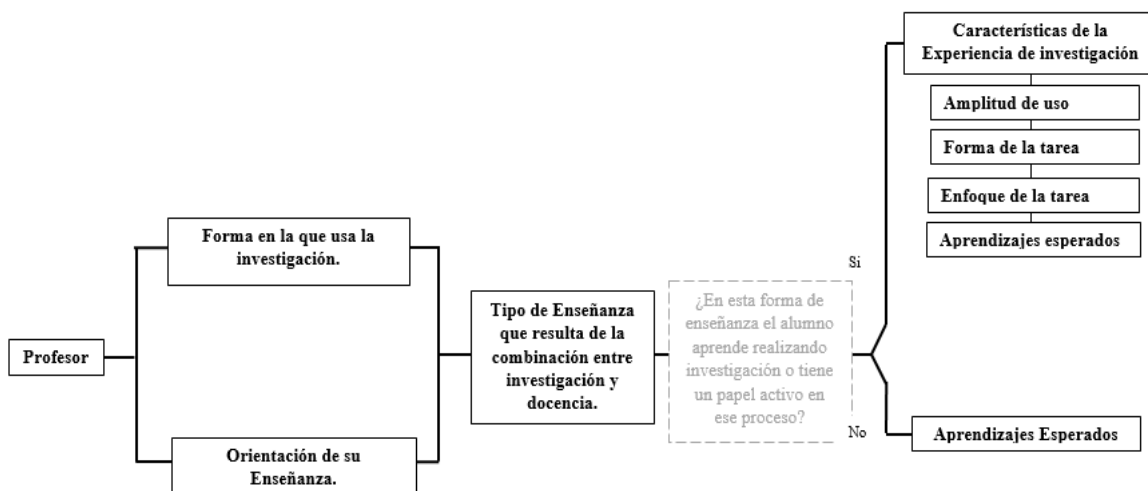 Características de la
Experiencia de investigación
Amplitud de uso
Forma de la tarea
Enfoque de la tarea
Aprendizajes esperados
Forma en la que usa la
investigación.
Si
Tipo de Enseñanza
que resulta de la
combinación entre
investigación y
docencia.
¿En esta forma de
enseñanza el alumno
aprende realizando
investigación o tiene
un papel activo en
ese proceso?
Profesor
No
Aprendizajes Esperados
Orientación de su
Enseñanza.